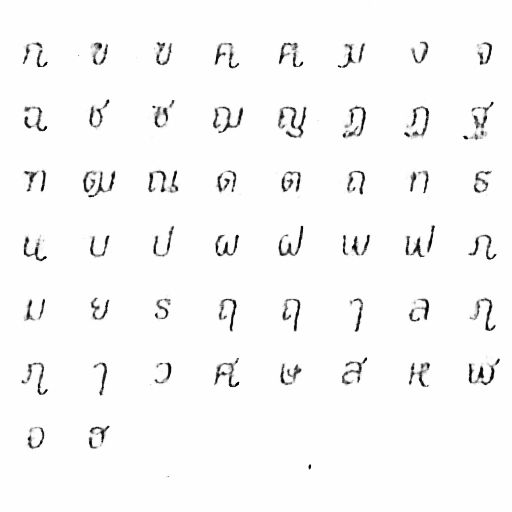 ก ข ฃ ค ฅ ฆ ง จ
ฉ ช ซ ฌ ญ ฎ ฏ ฐ
ฑ ฒ ณ ด ต ถ ท ธ
น บ ป ผ ฝ พ ฟ ภ
ม ย ร ฤ ฤ ๅ ล ฦ
ฦ ๅ ว ศ ษ ส ห ฬ
อ ฮ